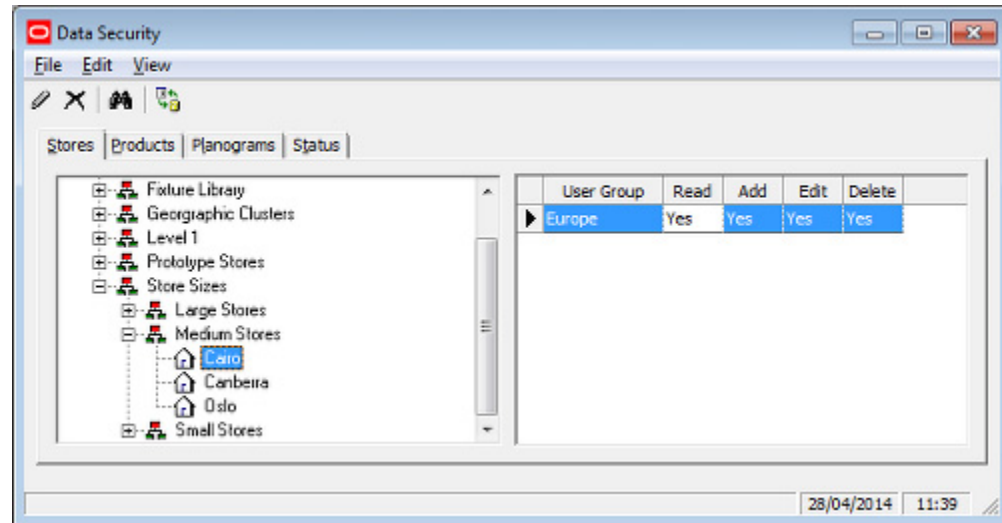 Data Security
File Edit View
Stores Products Planograms Status
Fixture Library
Georgraphic Clusters
Level 1
Prototype Stores
Store Sizes
Large Stores
Medium Stores
Cairo
Canberra
Oslo
Small Stores
User Group Read Add Edit Delete
Europe Yes Yes Yes Yes
28/04/2014 11:39